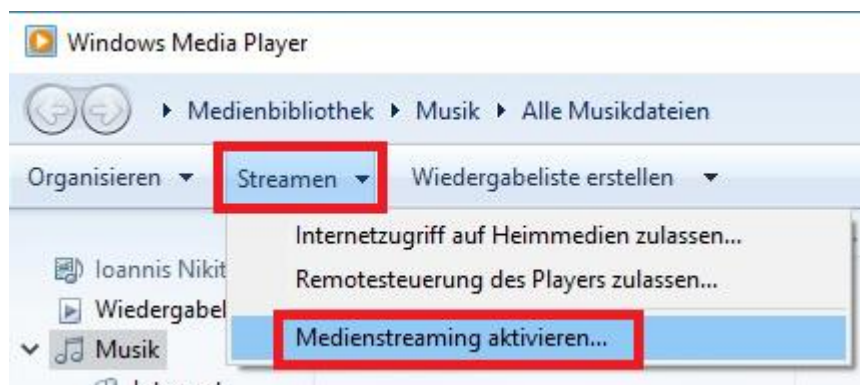 Windows Media Player
Medienbibliothek Musik Alle Musikdateien
Organisieren Streamen Wiedergabeliste erstellen
Internetzugriff auf Heimmedien zulassen...
Ioannis Nikit
Remotesteuerung des Players zulassen...
Wiedergabel
Medienstreaming aktivieren...
Musik